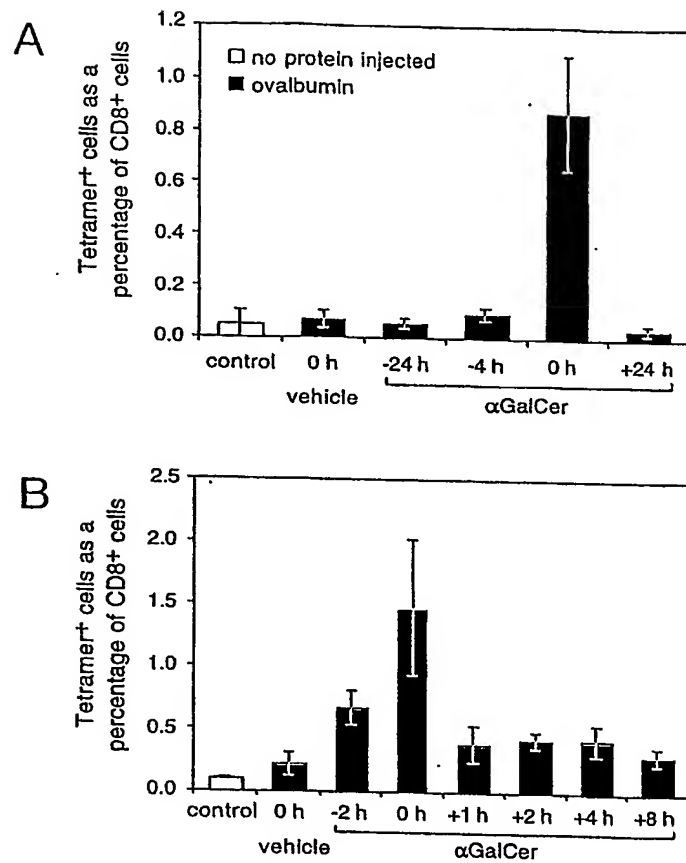 A
Tetramer+ cells as a
percentage of CD8+ cells
1.2
1.0
0.8
0.6
0.4
0.2
0.0
no protein injected
ovalbumin
control
0 h
-24 h
-4 h
0 h
+24 h
vehicle
αGalCer
B
Tetramer+ cells as a
percentage of CD8+ cells
2.5
2.0
1.5
1.0
0.5
0.0
control
0 h
-2 h
0 h
+1 h
+2 h
+4 h
+8 h
vehicle
αGalCer